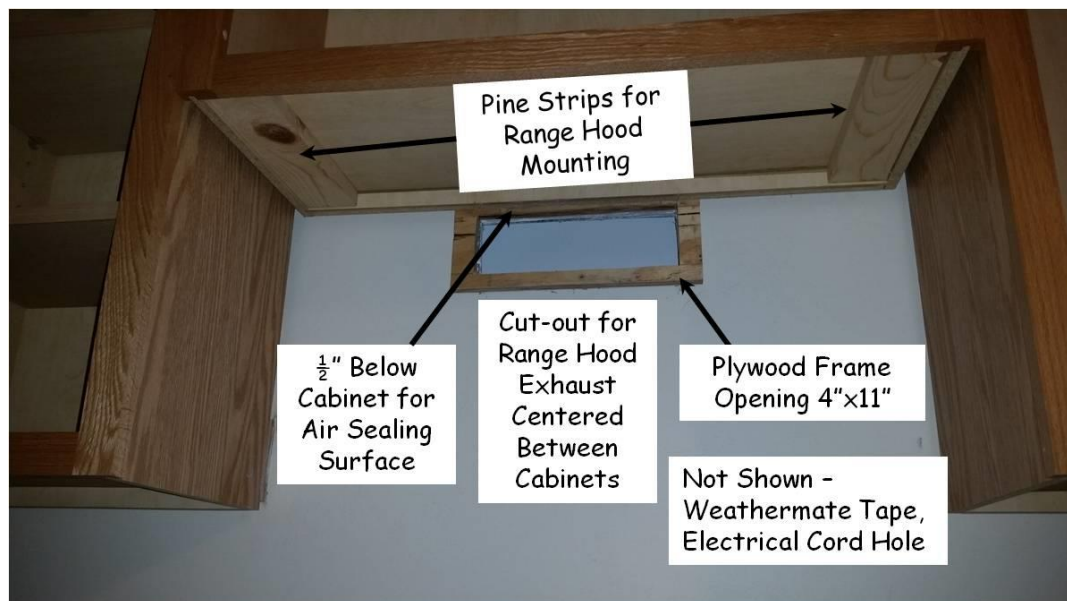 Pine Strips for
Range Hood
Mounting
½" Below
Cabinet for
Air Sealing
Surface
Cut-out for
Range Hood
Exhaust
Centered
Between
Cabinets
Plywood Frame
Opening 4"x11"
Not Shown –
Weathermate Tape,
Electrical Cord Hole